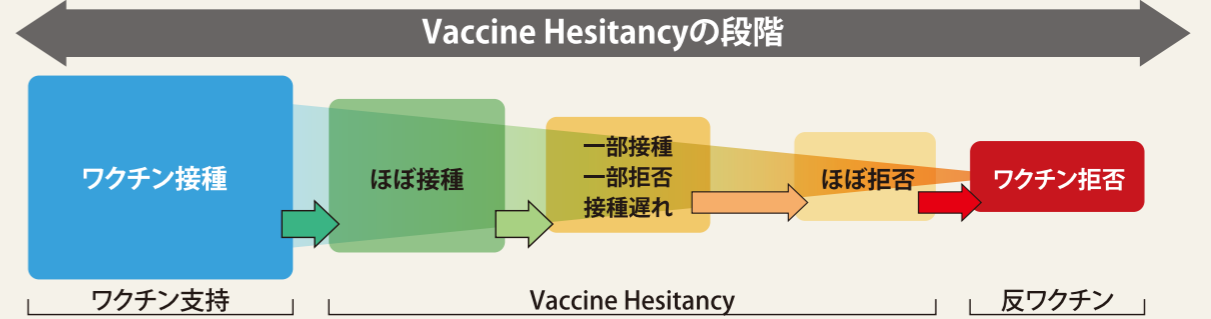 Vaccine Hesitancyの段階
ワクチン接種
ほぼ接種
一部接種
一部拒否
接種遅れ
ほぼ拒否
ワクチン拒否
ワクチン支持
Vaccine Hesitancy
反ワクチン